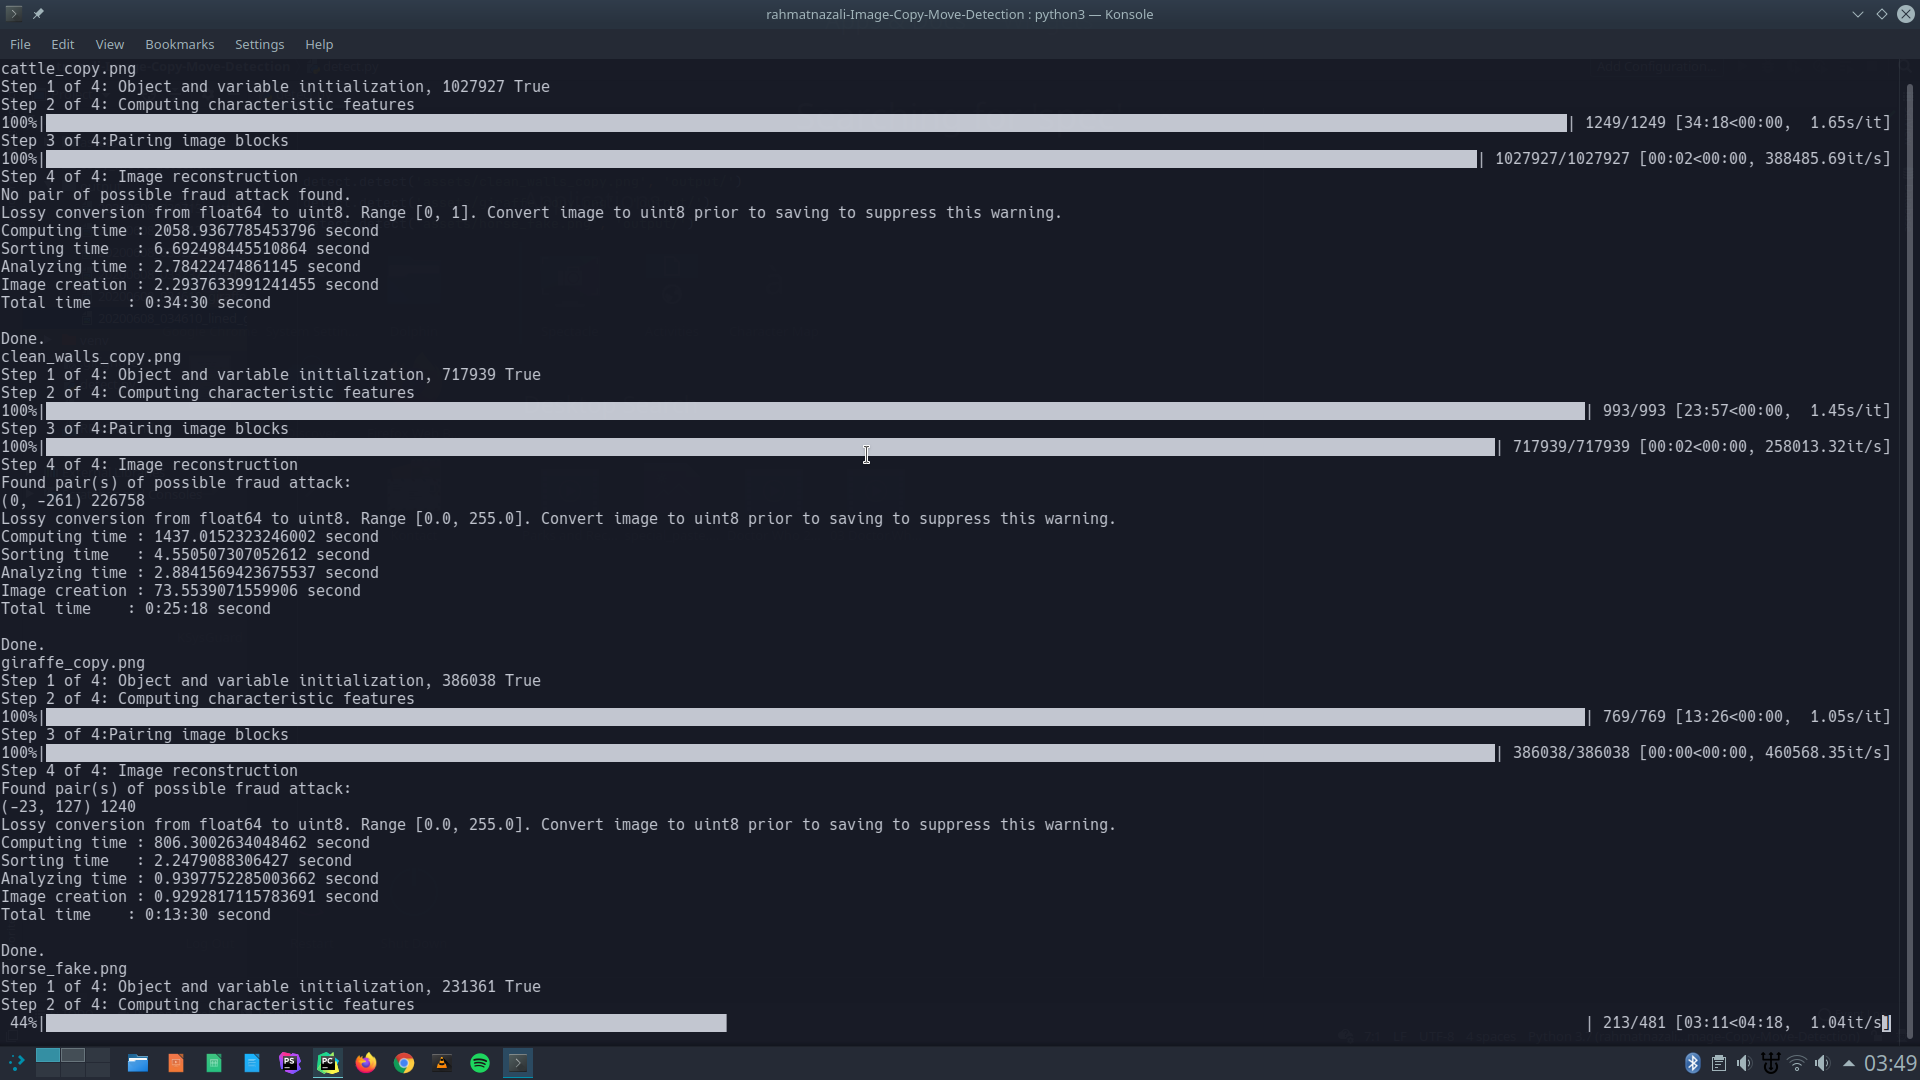 rahmatnazali-Image-Copy-Move-Detection : python3 — Konsole
File Edit View Bookmarks Settings Help
cattle_copy.png
Step 1 of 4: Object and variable initialization, 1027927 True
Step 2 of 4: Computing characteristic features
100%| | 1249/1249 [34:18<00:00,  1.65s/it]
Step 3 of 4:Pairing image blocks
100%| | 1027927/1027927 [00:02<00:00, 388485.69it/s]
Step 4 of 4: Image reconstruction
No pair of possible fraud attack found.
Lossy conversion from float64 to uint8. Range [0, 1]. Convert image to uint8 prior to saving to suppress this warning.
Computing time : 2058.9367785453796 second
Sorting time   : 6.692498445510864 second
Analyzing time : 2.78422474861145 second
Image creation : 2.2937633991241455 second
Total time    : 0:34:30 second
Done.
clean_walls_copy.png
Step 1 of 4: Object and variable initialization, 717939 True
Step 2 of 4: Computing characteristic features
100%| | 993/993 [23:57<00:00,  1.45s/it]
Step 3 of 4:Pairing image blocks
100%| | 717939/717939 [00:02<00:00, 258013.32it/s]
Step 4 of 4: Image reconstruction
Found pair(s) of possible fraud attack:
(0, -261) 226758
Lossy conversion from float64 to uint8. Range [0.0, 255.0]. Convert image to uint8 prior to saving to suppress this warning.
Computing time : 1437.0152323246002 second
Sorting time   : 4.550507307052612 second
Analyzing time : 2.8841569423675537 second
Image creation : 73.5539071559906 second
Total time    : 0:25:18 second
Done.
giraffe_copy.png
Step 1 of 4: Object and variable initialization, 386038 True
Step 2 of 4: Computing characteristic features
100%| | 769/769 [13:26<00:00,  1.05s/it]
Step 3 of 4:Pairing image blocks
100%| | 386038/386038 [00:00<00:00, 460568.35it/s]
Step 4 of 4: Image reconstruction
Found pair(s) of possible fraud attack:
(-23, 127) 1240
Lossy conversion from float64 to uint8. Range [0.0, 255.0]. Convert image to uint8 prior to saving to suppress this warning.
Computing time : 806.3002634048462 second
Sorting time   : 2.2479088306427 second
Analyzing time : 0.9397752285003662 second
Image creation : 0.9292817115783691 second
Total time    : 0:13:30 second
Done.
horse_fake.png
Step 1 of 4: Object and variable initialization, 231361 True
Step 2 of 4: Computing characteristic features
44%| | 213/481 [03:11<04:18,  1.04it/s]
PS PC 03:49